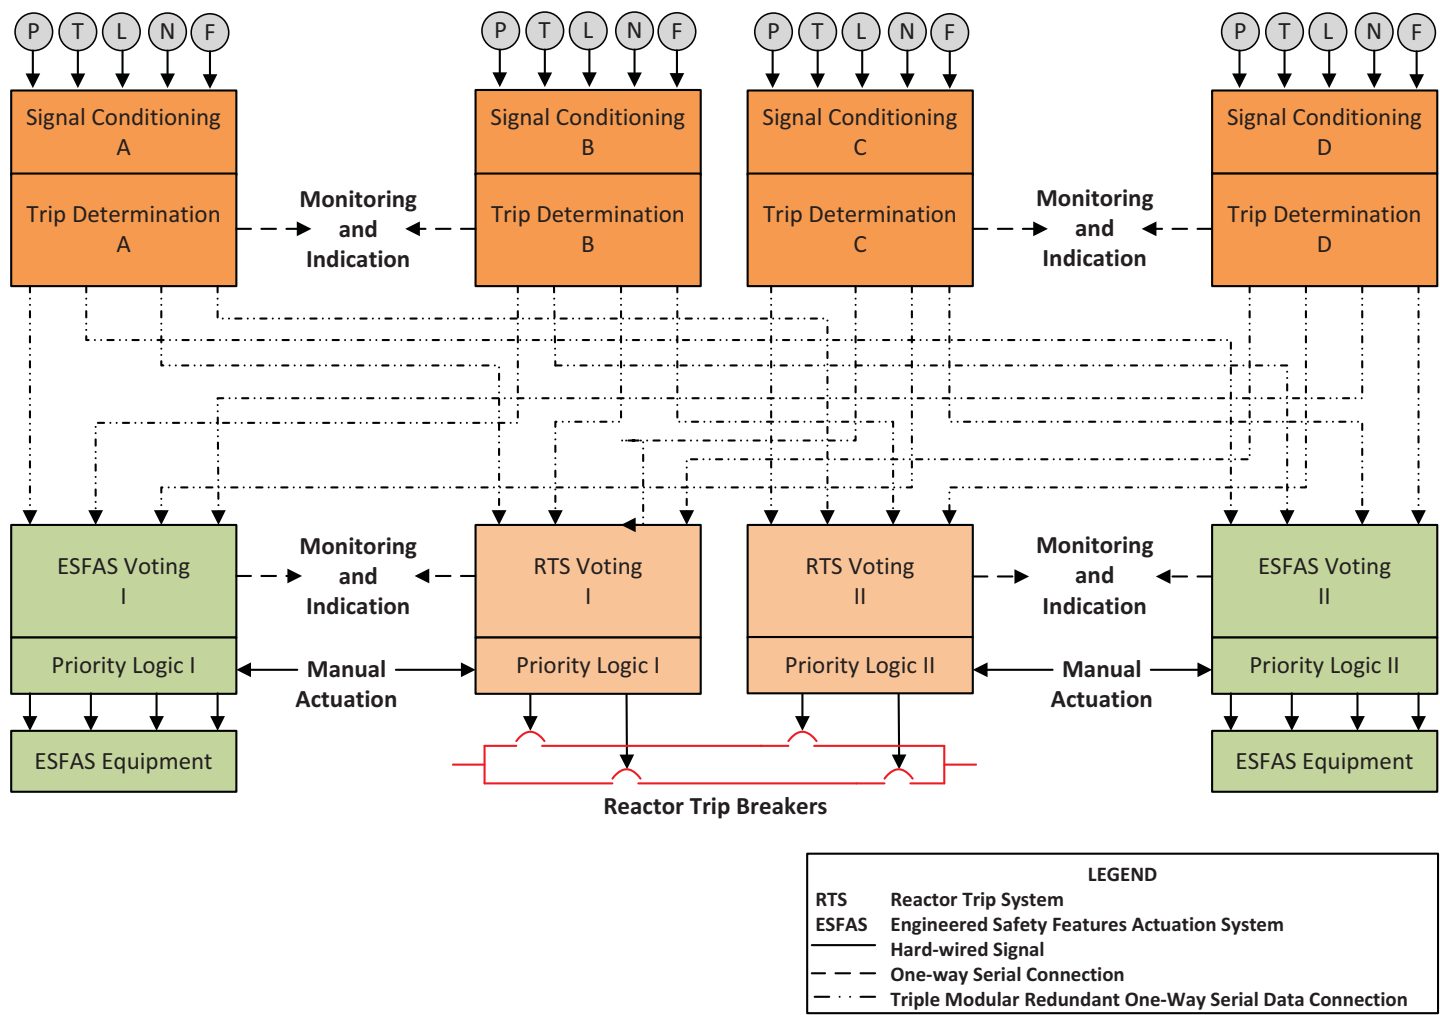 P T L N F
P T L N F
P T L N F
P T L N F
Signal Conditioning
A
Signal Conditioning
B
Signal Conditioning
C
Signal Conditioning
D
Trip Determination
A
Monitoring
and
Indication
Trip Determination
B
Trip Determination
C
Monitoring
and
Indication
Trip Determination
D
ESFAS Voting
I
Monitoring
and
Indication
RTS Voting
I
RTS Voting
II
Monitoring
and
Indication
ESFAS Voting
II
Priority Logic I
Manual
Actuation
Priority Logic I
Priority Logic II
Manual
Actuation
Priority Logic II
ESFAS Equipment
ESFAS Equipment
Reactor Trip Breakers
LEGEND
RTS Reactor Trip System
ESFAS Engineered Safety Features Actuation System
Hard-wired Signal
One-way Serial Connection
Triple Modular Redundant One-Way Serial Data Connection